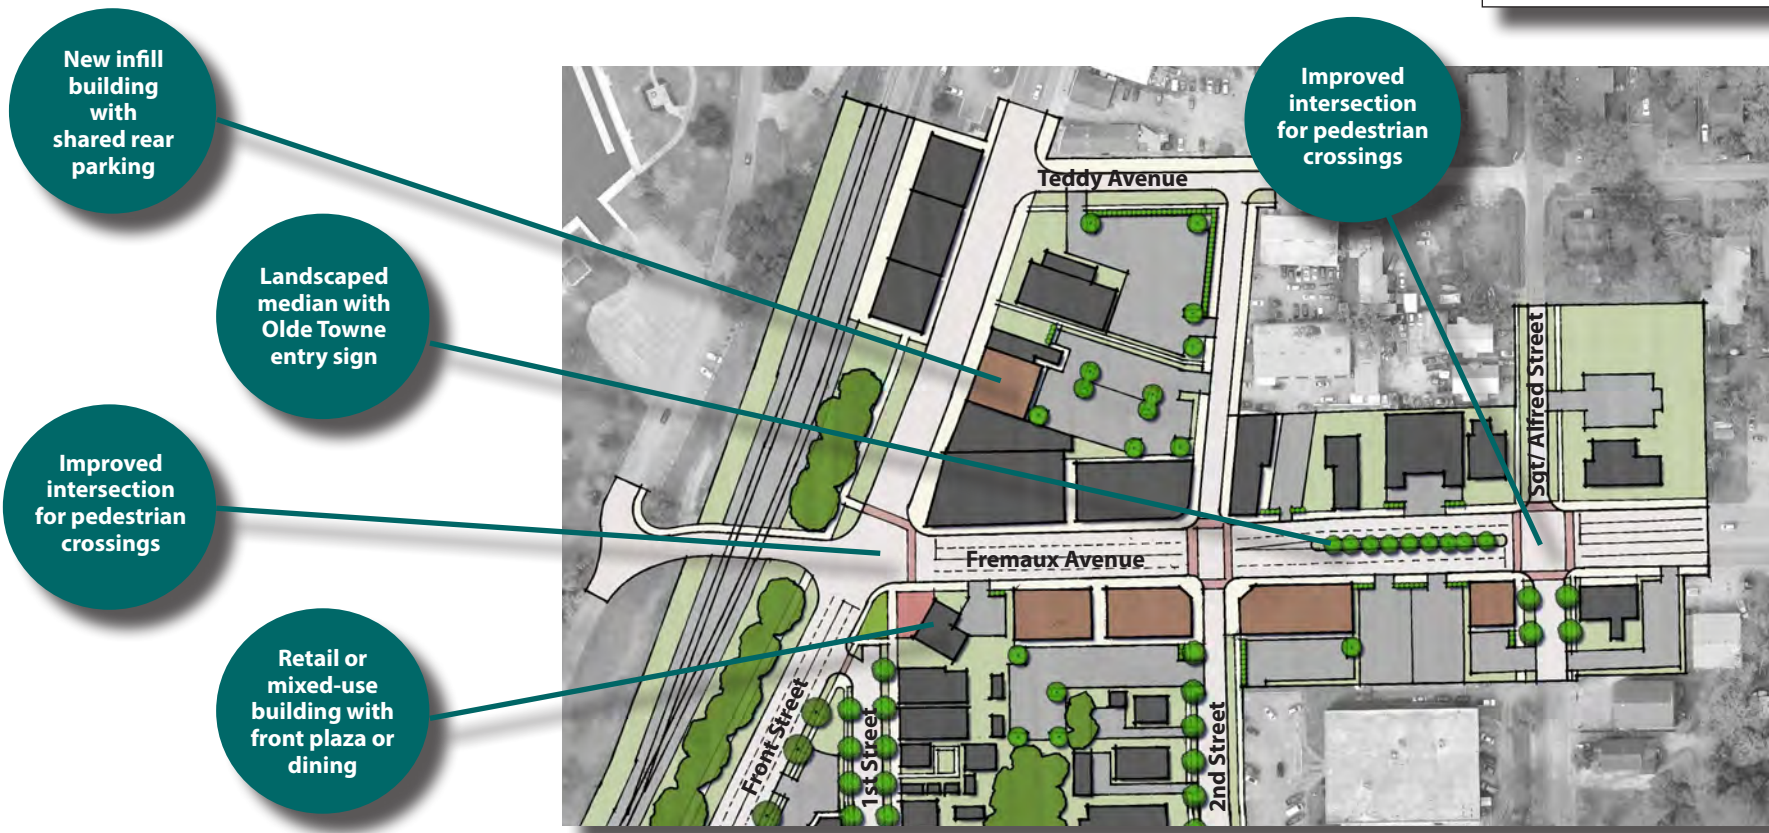 New infill
building
with
shared rear
parking
Improved
intersection
for pedestrian
crossings
Landscaped
median with
Olde Towne
entry sign
Improved
intersection
for pedestrian
crossings
Retail or
mixed-use
building with
front plaza or
dining
Teddy Avenue
Sgt/ Alfred Street
Fremaux Avenue
Front Street
1st Street
2nd Street